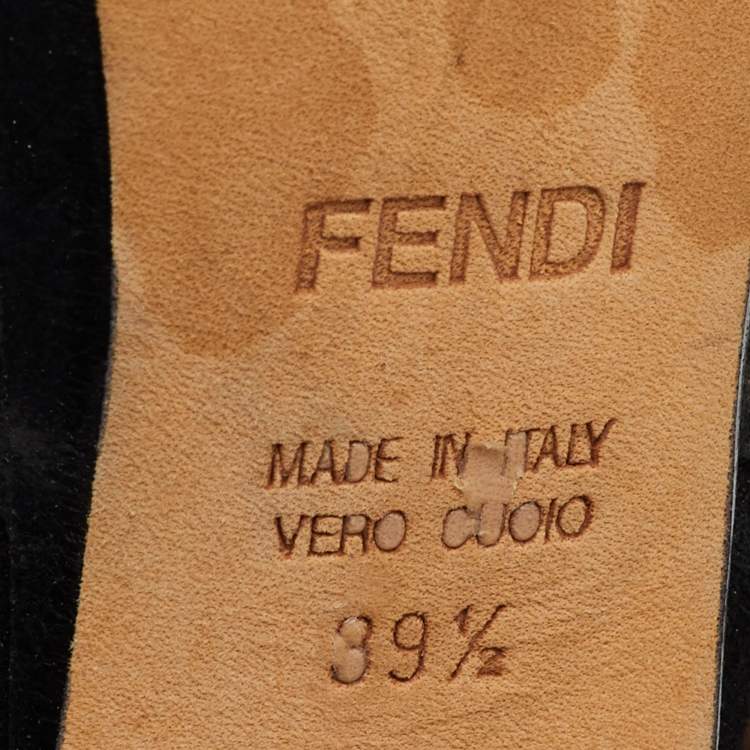 FENDI
MADE IN ITALY
VERO CUOIO
39½